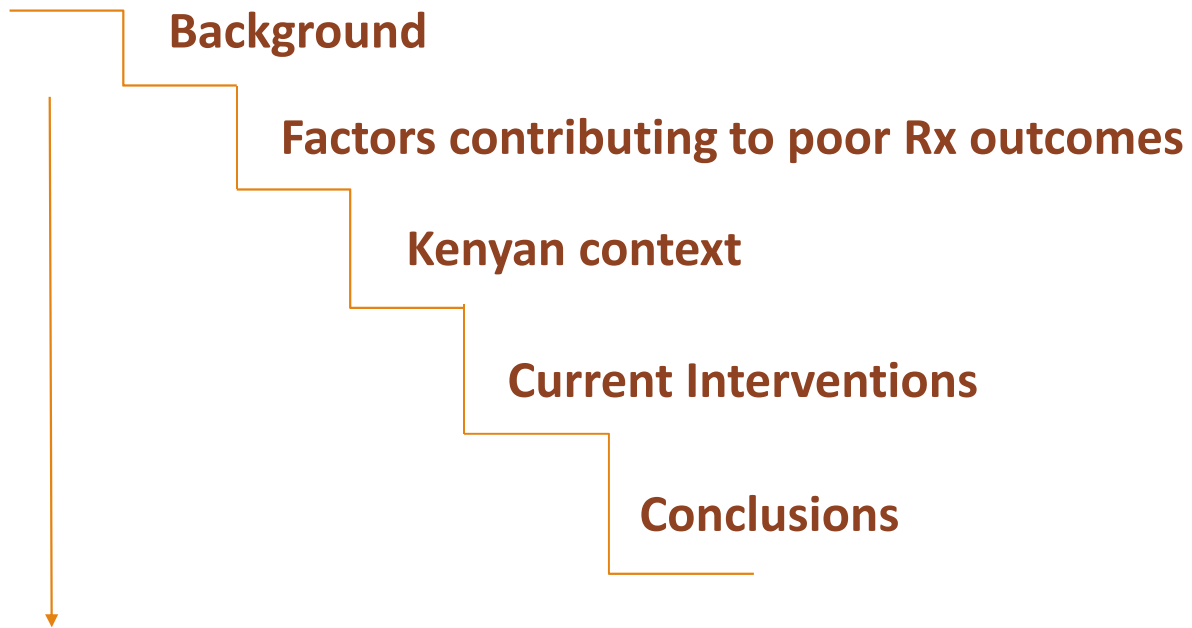 Background
Factors contributing to poor Rx outcomes
Kenyan context
Current Interventions
Conclusions